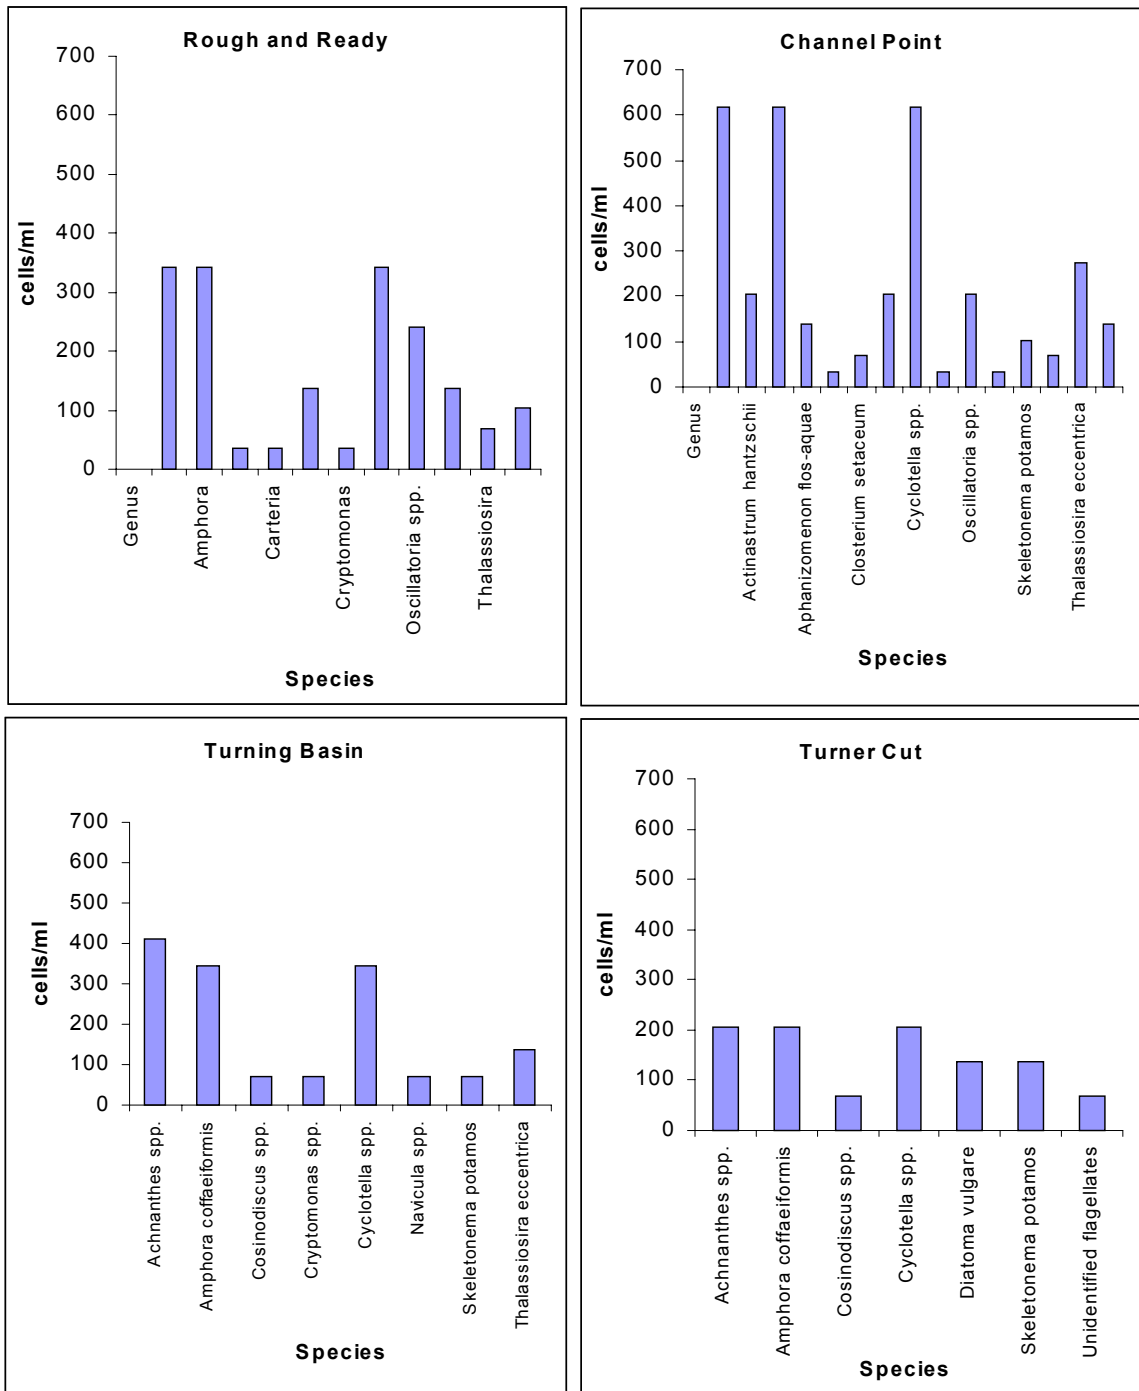 Rough and Ready
700
600
500
400
300
200
100
0
cells/ml
Genus
Amphora
Carteria
Cryptomonas
Oscillatoria spp.
Thalassiosira
Species
Channel Point
700
600
500
400
300
200
100
0
cells/ml
Genus
Actinastrum hantzschii
Aphanizomenon flos-aquae
Closterium setaceum
Cyclotella spp.
Oscillatoria spp.
Skeletonema potamos
Thalassiosira eccentrica
Species
Turning Basin
700
600
500
400
300
200
100
0
cells/ml
Achnanthes spp.
Amphora coffaeiformis
Cosinodiscus spp.
Cryptomonas spp.
Cyclotella spp.
Navicula spp.
Skeletonema potamos
Thalassiosira eccentrica
Species
Turner Cut
700
600
500
400
300
200
100
0
cells/ml
Achnanthes spp.
Amphora coffaeiformis
Cosinodiscus spp.
Cyclotella spp.
Diatoma vulgare
Skeletonema potamos
Unidentified flagellates
Species